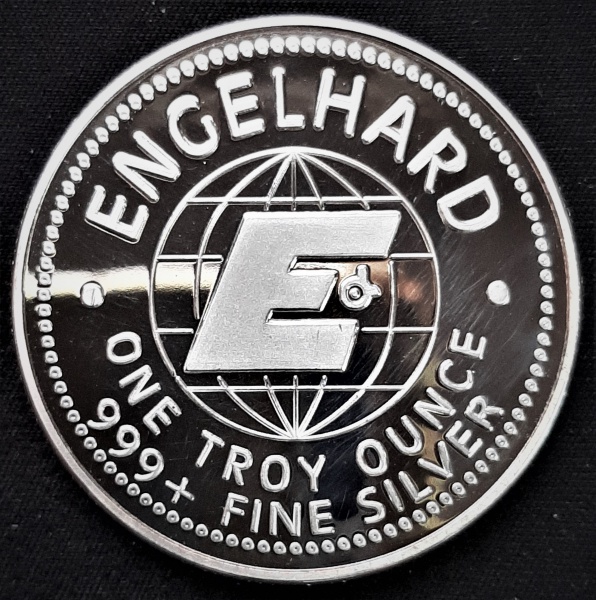 ENGELHARD
E
ONE TROY OUNCE
999+ FINE SILVER